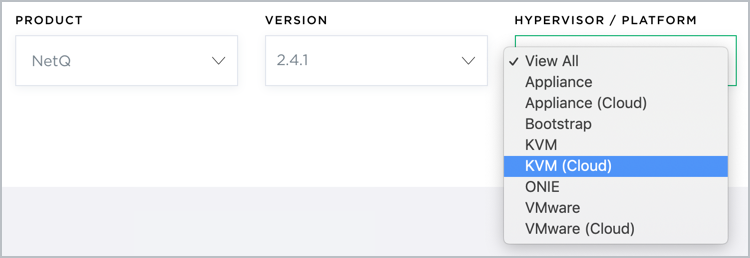 PRODUCT
VERSION
HYPERVISOR / PLATFORM
NetQ
2.4.1
✓ View All
Appliance
Appliance (Cloud)
Bootstrap
KVM
KVM (Cloud)
ONIE
VMware
VMware (Cloud)